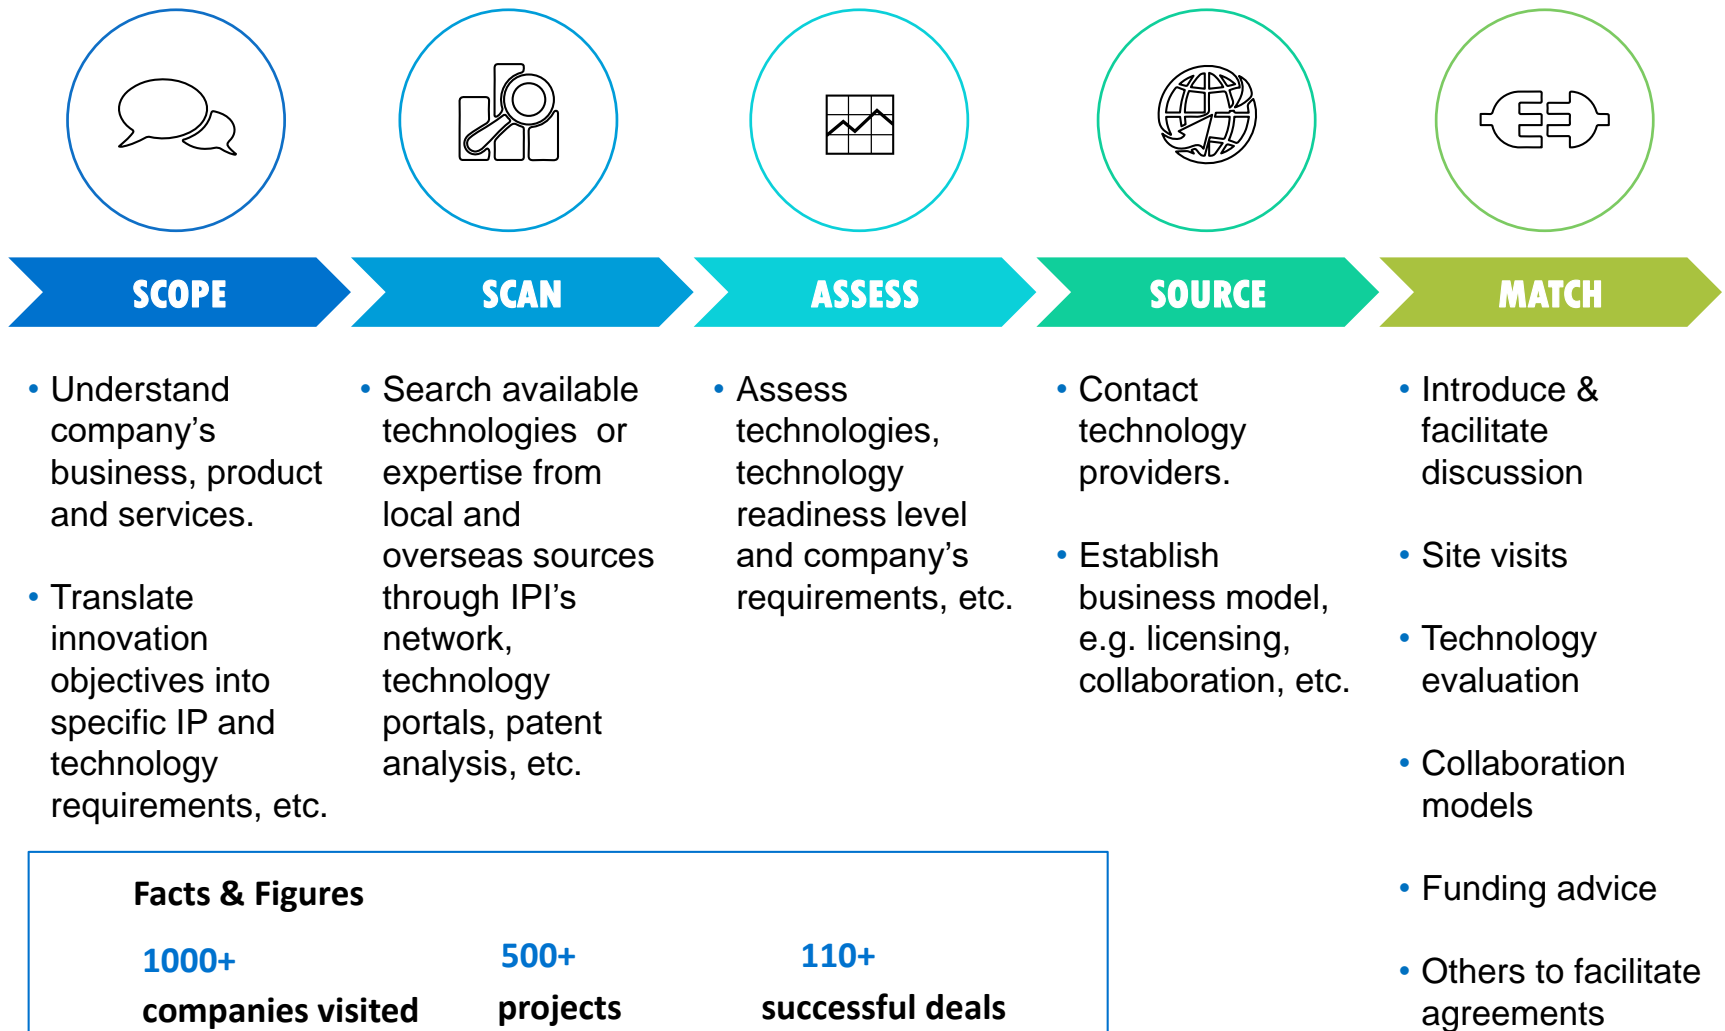 SCOPE
SCAN
ASSESS
SOURCE
MATCH
• Understand
company’s
business, product
and services.
• Translate
innovation
objectives into
specific IP and
technology
requirements, etc.
• Search available
technologies  or
expertise from
local and
overseas sources
through IPI’s
network,
technology
portals, patent
analysis, etc.
• Assess
technologies,
technology
readiness level
and company’s
requirements, etc.
• Contact
technology
providers.
• Establish
business model,
e.g. licensing,
collaboration, etc.
• Introduce &
facilitate
discussion
• Site visits
• Technology
evaluation
• Collaboration
models
• Funding advice
• Others to facilitate
agreements
Facts & Figures
1000+
companies visited
500+
projects
110+
successful deals